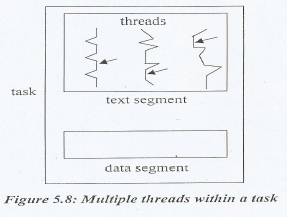 threads
task
text segment
data segment
Figure 5.8: Multiple threads within a task